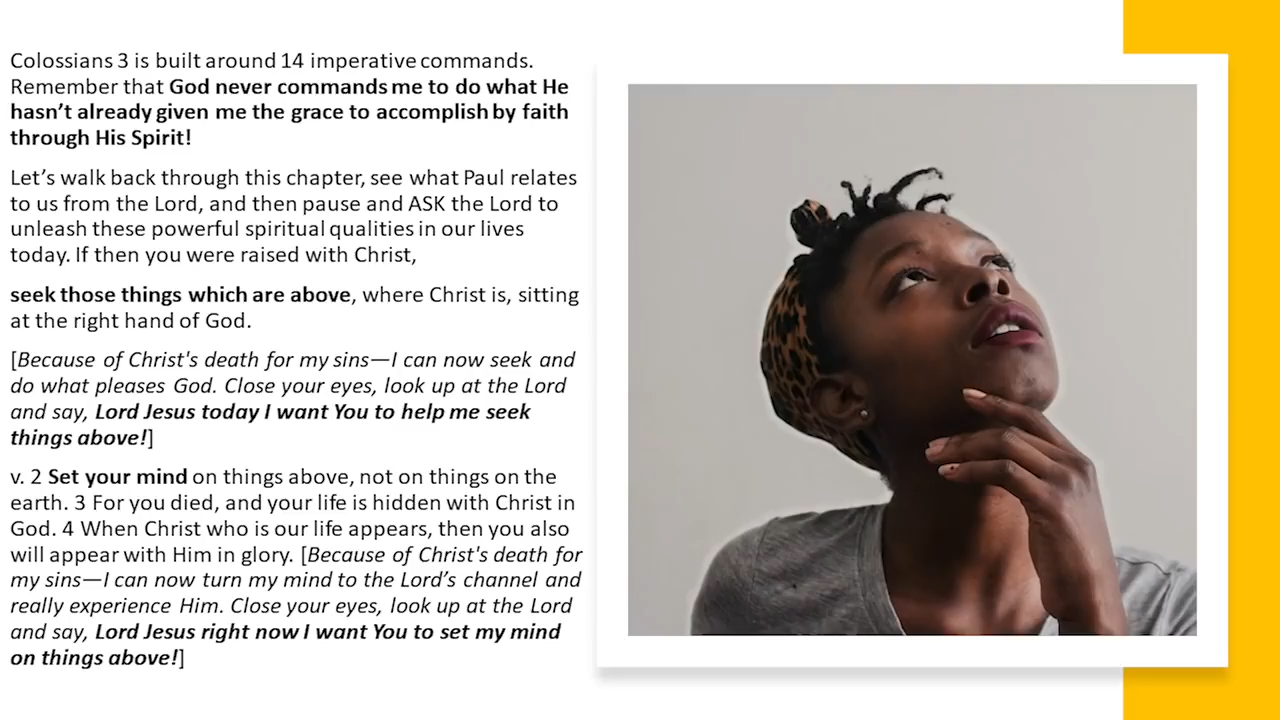 Colossians 3 is built around 14 imperative commands.
Remember that God never commands me to do what He
hasn't already given me the grace to accomplish by faith
through His Spirit!
Let's walk back through this chapter, see what Paul relates
to us from the Lord, and then pause and ASK the Lord to
unleash these powerful spiritual qualities in our lives
today. If then you were raised with Christ,
seek those things which are above, where Christ is, sitting
at the right hand of God.
[Because of Christ's death for my sins—I can now seek and
do what pleases God. Close your eyes, look up at the Lord
and say, Lord Jesus today I want You to help me seek
things above!]
v. 2 Set your mind on things above, not on things on the
earth. 3 For you died, and your life is hidden with Christ in
God. 4 When Christ who is our life appears, then you also
will appear with Him in glory. [Because of Christ's death for
my sins—I can now turn my mind to the Lord's channel and
really experience Him. Close your eyes, look up at the Lord
and say, Lord Jesus right now I want You to set my mind
on things above!]